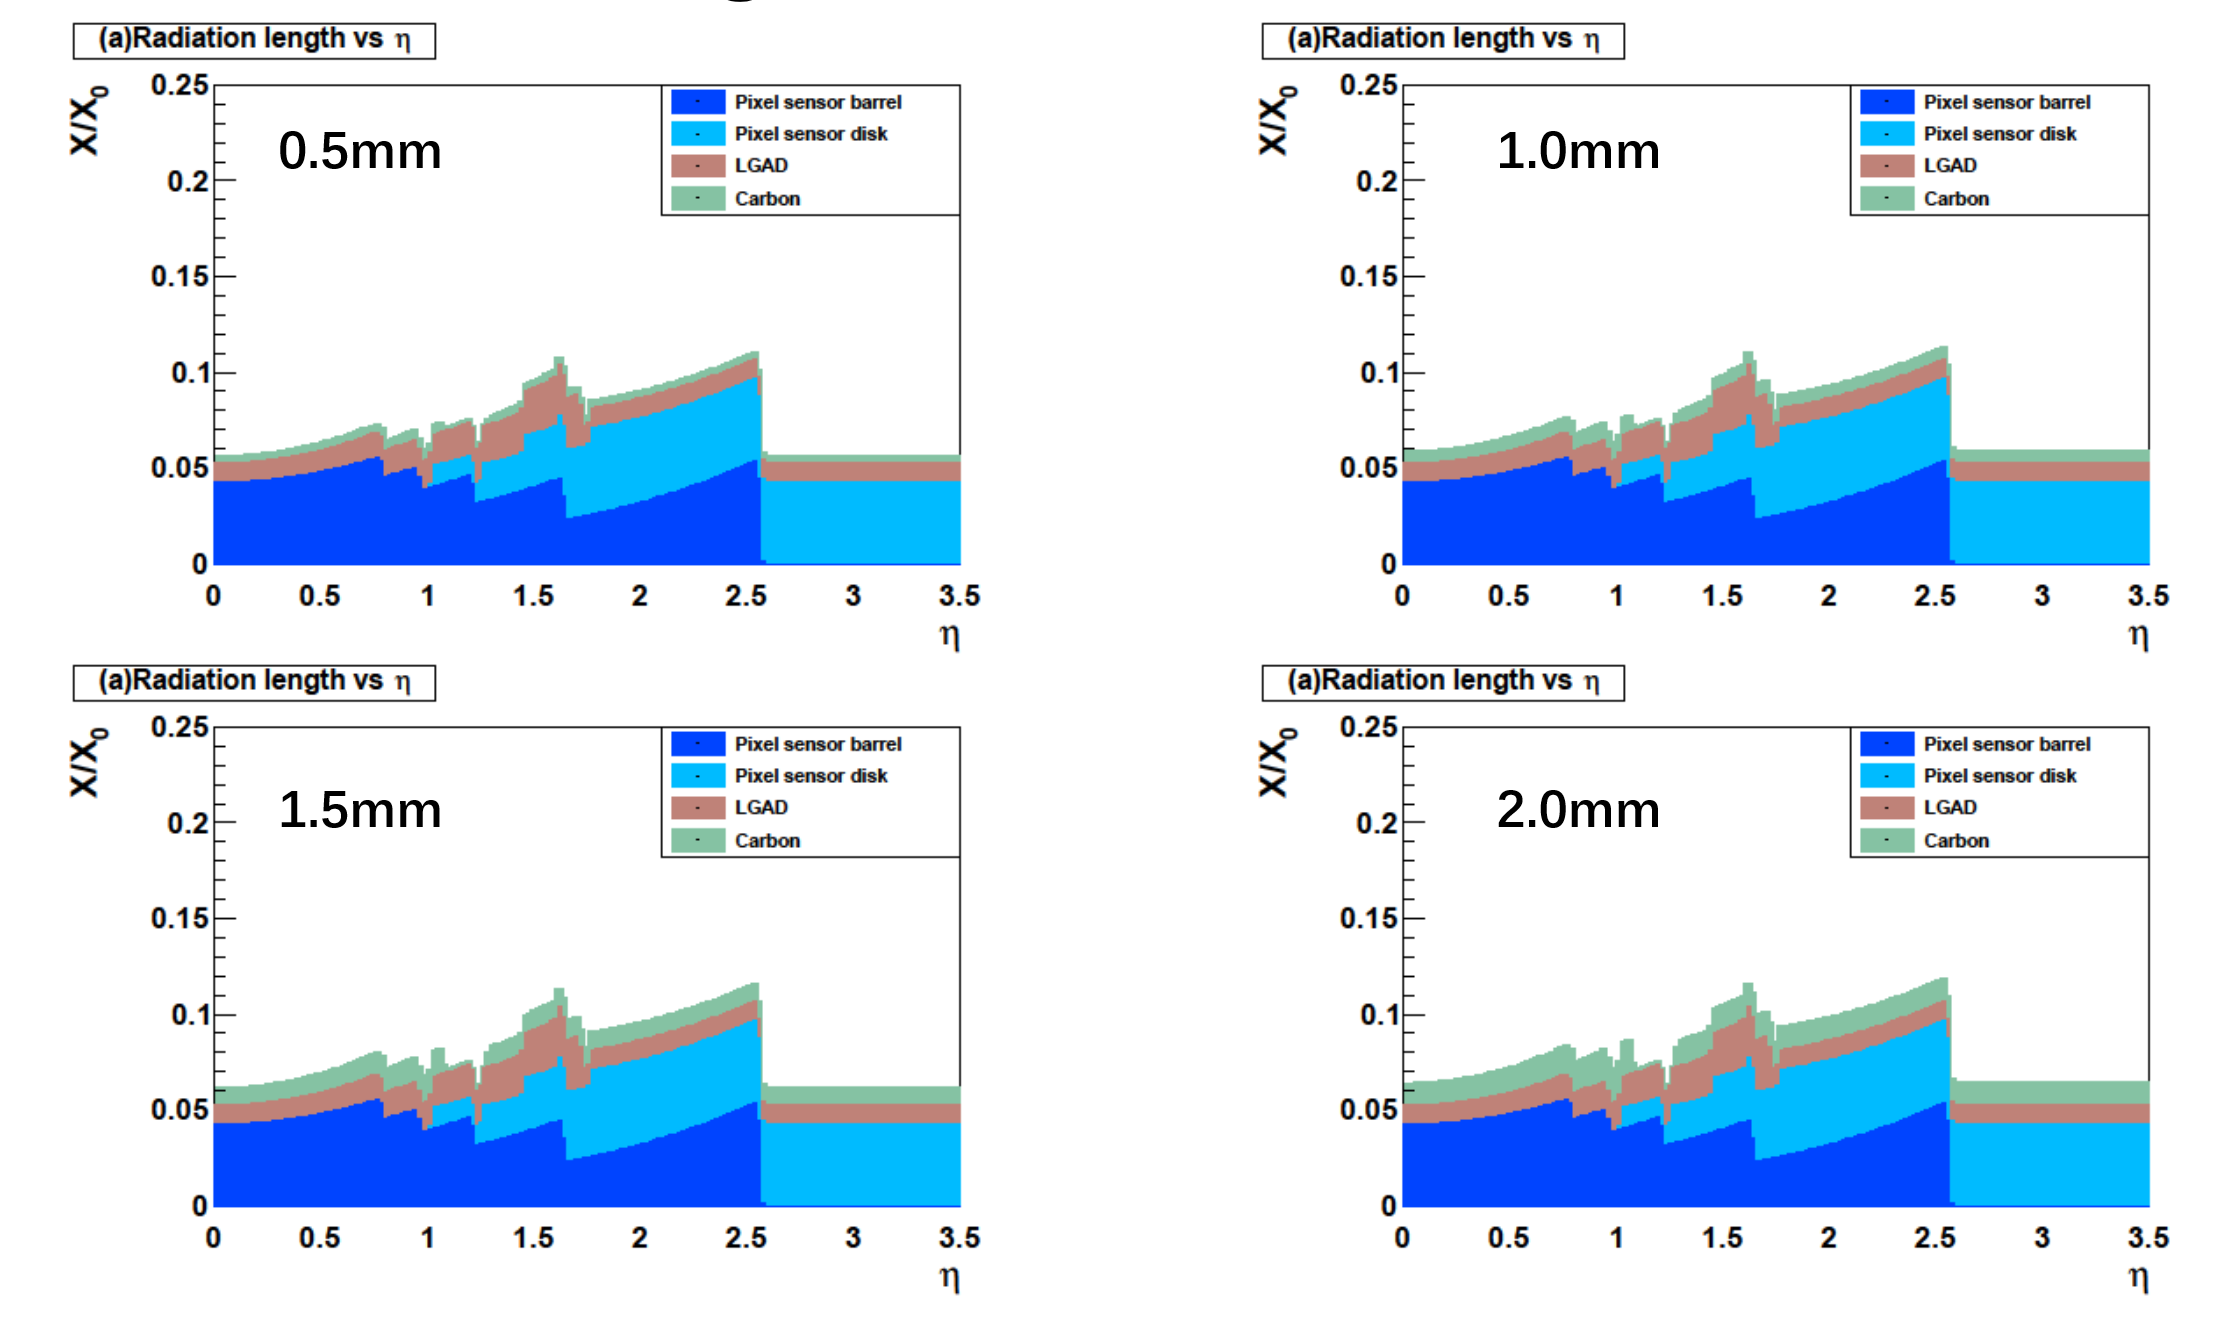 (a)Radiation length vs η
X/X0
0.25
0.2
0.15
0.1
0.05
0
0.5mm
Pixel sensor barrel
Pixel sensor disk
LGAD
Carbon
0 0.5 1 1.5 2 2.5 3 3.5
η
(a)Radiation length vs η
X/X0
0.25
0.2
0.15
0.1
0.05
0
1.0mm
Pixel sensor barrel
Pixel sensor disk
LGAD
Carbon
0 0.5 1 1.5 2 2.5 3 3.5
η
(a)Radiation length vs η
X/X0
0.25
0.2
0.15
0.1
0.05
0
1.5mm
Pixel sensor barrel
Pixel sensor disk
LGAD
Carbon
0 0.5 1 1.5 2 2.5 3 3.5
η
(a)Radiation length vs η
X/X0
0.25
0.2
0.15
0.1
0.05
0
2.0mm
Pixel sensor barrel
Pixel sensor disk
LGAD
Carbon
0 0.5 1 1.5 2 2.5 3 3.5
η